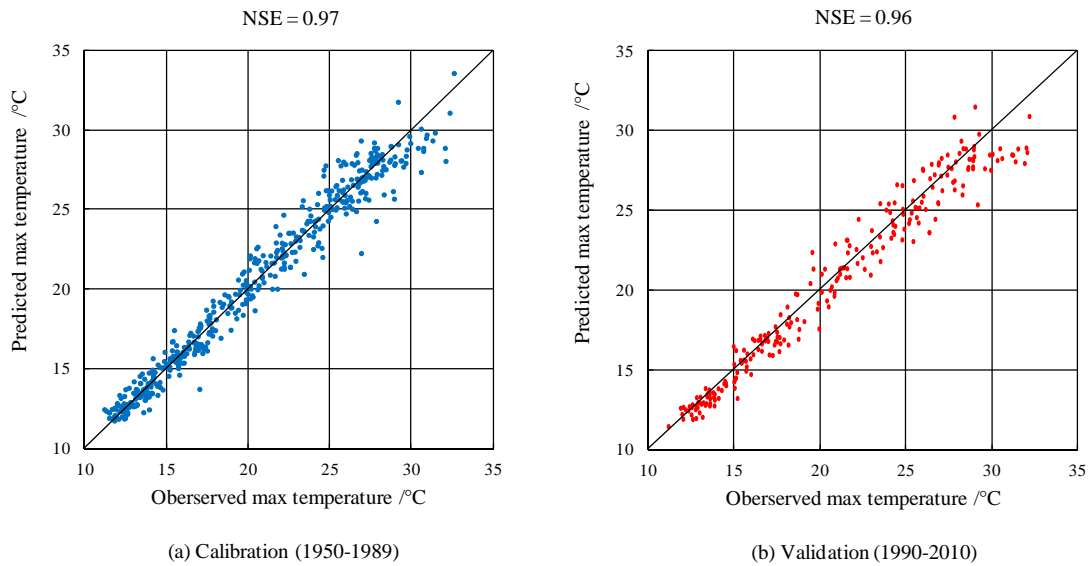 NSE = 0.97
35
30
25
20
15
10
Predicted max temperature /°C
10 15 20 25 30 35
Oberserved max temperature /°C
(a) Calibration (1950-1989)
NSE = 0.96
35
30
25
20
15
10
Predicted max temperature /°C
10 15 20 25 30 35
Oberserved max temperature /°C
(b) Validation (1990-2010)